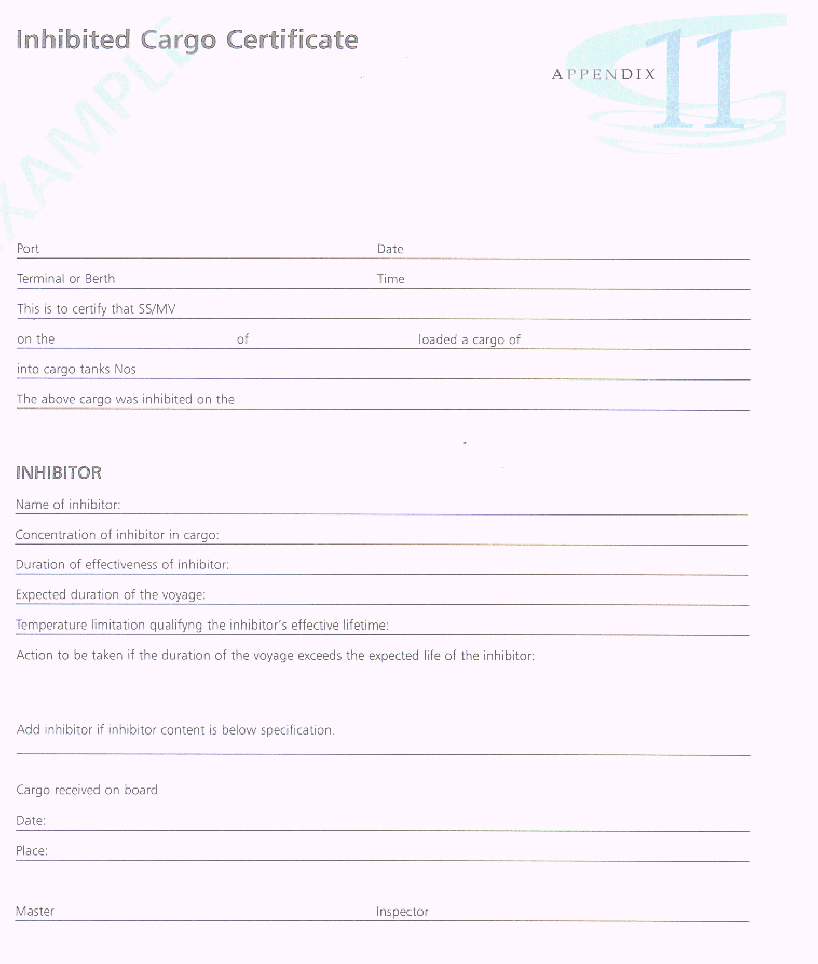 Inhibited Cargo Certificate
APPENDIX 11
EXAMPLE
Port Date
Terminal or Berth Time
This is to certify that SS/MV
on the of loaded a cargo of
into cargo tanks Nos
The above cargo was inhibited on the
INHIBITOR
Name of inhibitor:
Concentration of inhibitor in cargo:
Duration of effectiveness of inhibitor:
Expected duration of the voyage:
Temperature limitation qualifyng the inhibitor's effective lifetime:
Action to be taken if the duration of the voyage exceeds the expected life of the inhibitor:
Add inhibitor if inhibitor content is below specification.
Cargo received on board
Date:
Place:
Master Inspector